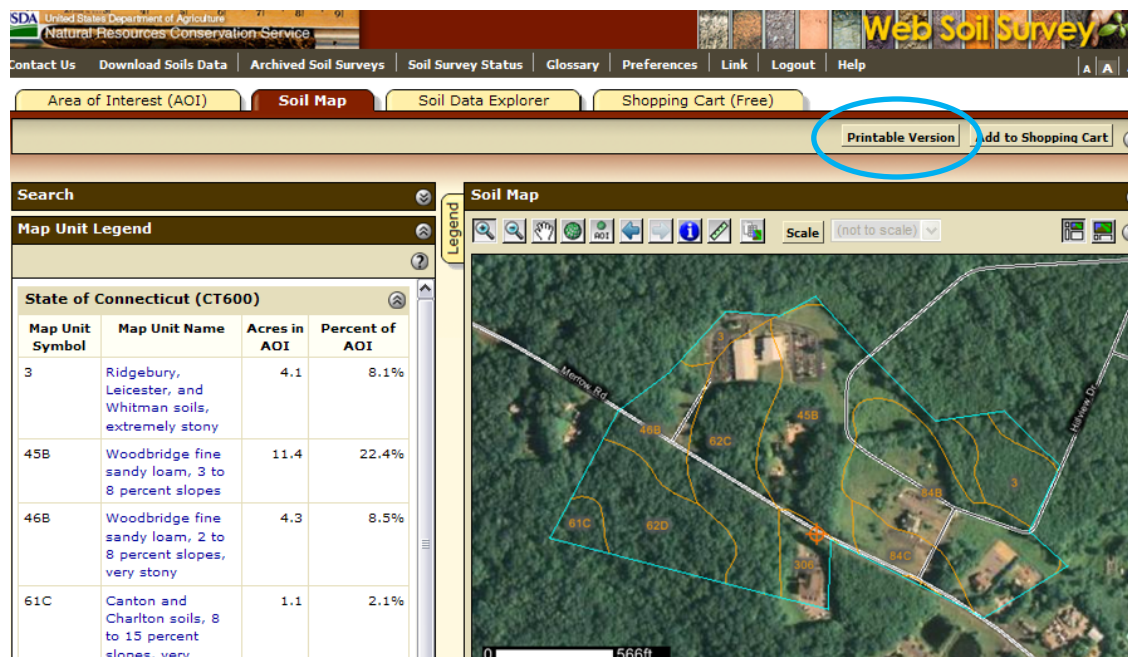 SDA United States Department of Agriculture
Natural Resources Conservation Service
71 81 91
Web Soil Survey
Contact Us Download Soils Data Archived Soil Surveys Soil Survey Status Glossary Preferences Link Logout Help A A
Area of Interest (AOI) Soil Map Soil Data Explorer Shopping Cart (Free)
Printable Version Add to Shopping Cart
Search
Map Unit Legend
?
State of Connecticut (CT600)
Map Unit Symbol Map Unit Name Acres in AOI Percent of AOI
3 Ridgebury, 4.1 8.1%
Leicester, and
Whitman soils,
extremely stony
45B Woodbridge fine 11.4 22.4%
sandy loam, 3 to
8 percent slopes
46B Woodbridge fine 4.3 8.5%
sandy loam, 2 to
8 percent slopes,
very stony
61C Canton and 1.1 2.1%
Charlton soils, 8
to 15 percent
slopes, very
Legend
Soil Map
AOI i Scale (not to scale)
3
Merrow Rd
45B
46B
62C
Hillview Dr
3
84B
61C
62D
84C
306
0 566ft